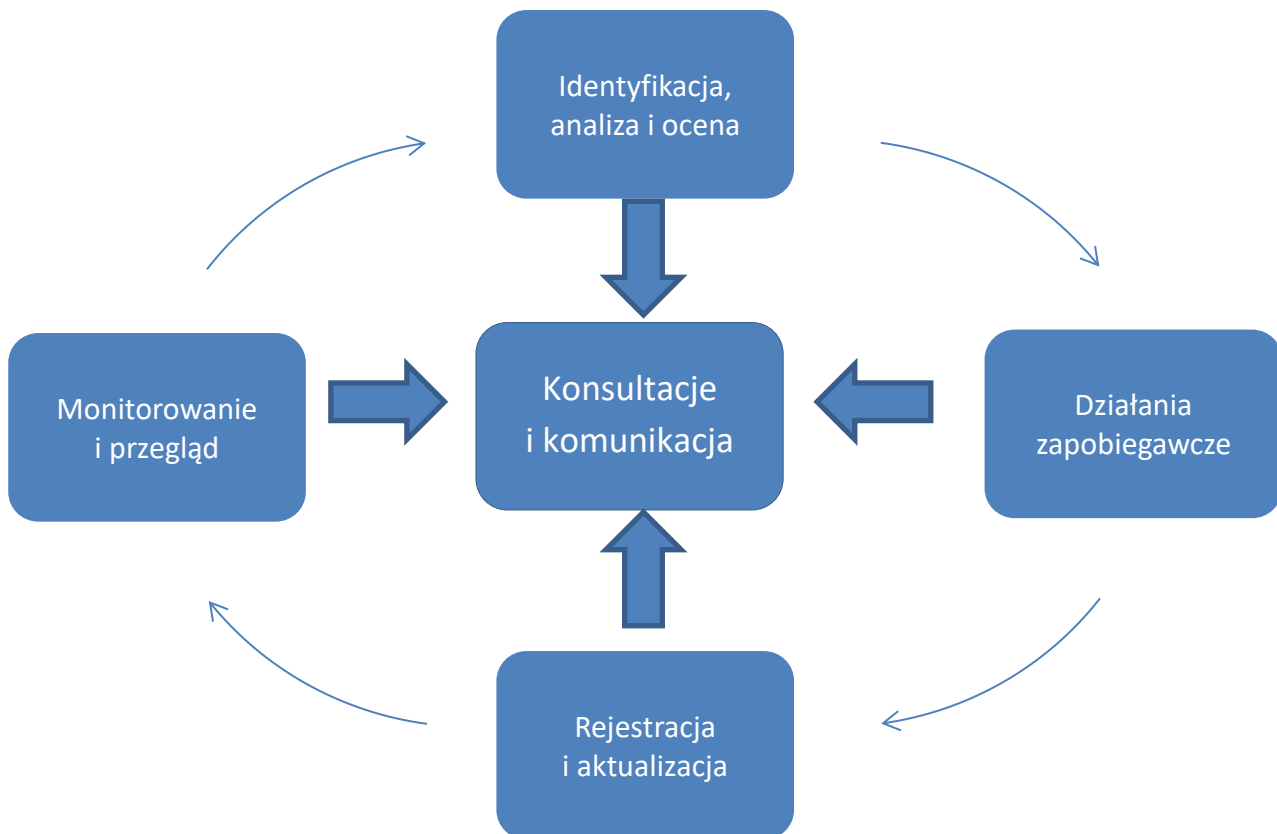 Identyfikacja,
analiza i ocena
Monitorowanie
i przegląd
Konsultacje
i komunikacja
Działania
zapobiegawcze
Rejestracja
i aktualizacja